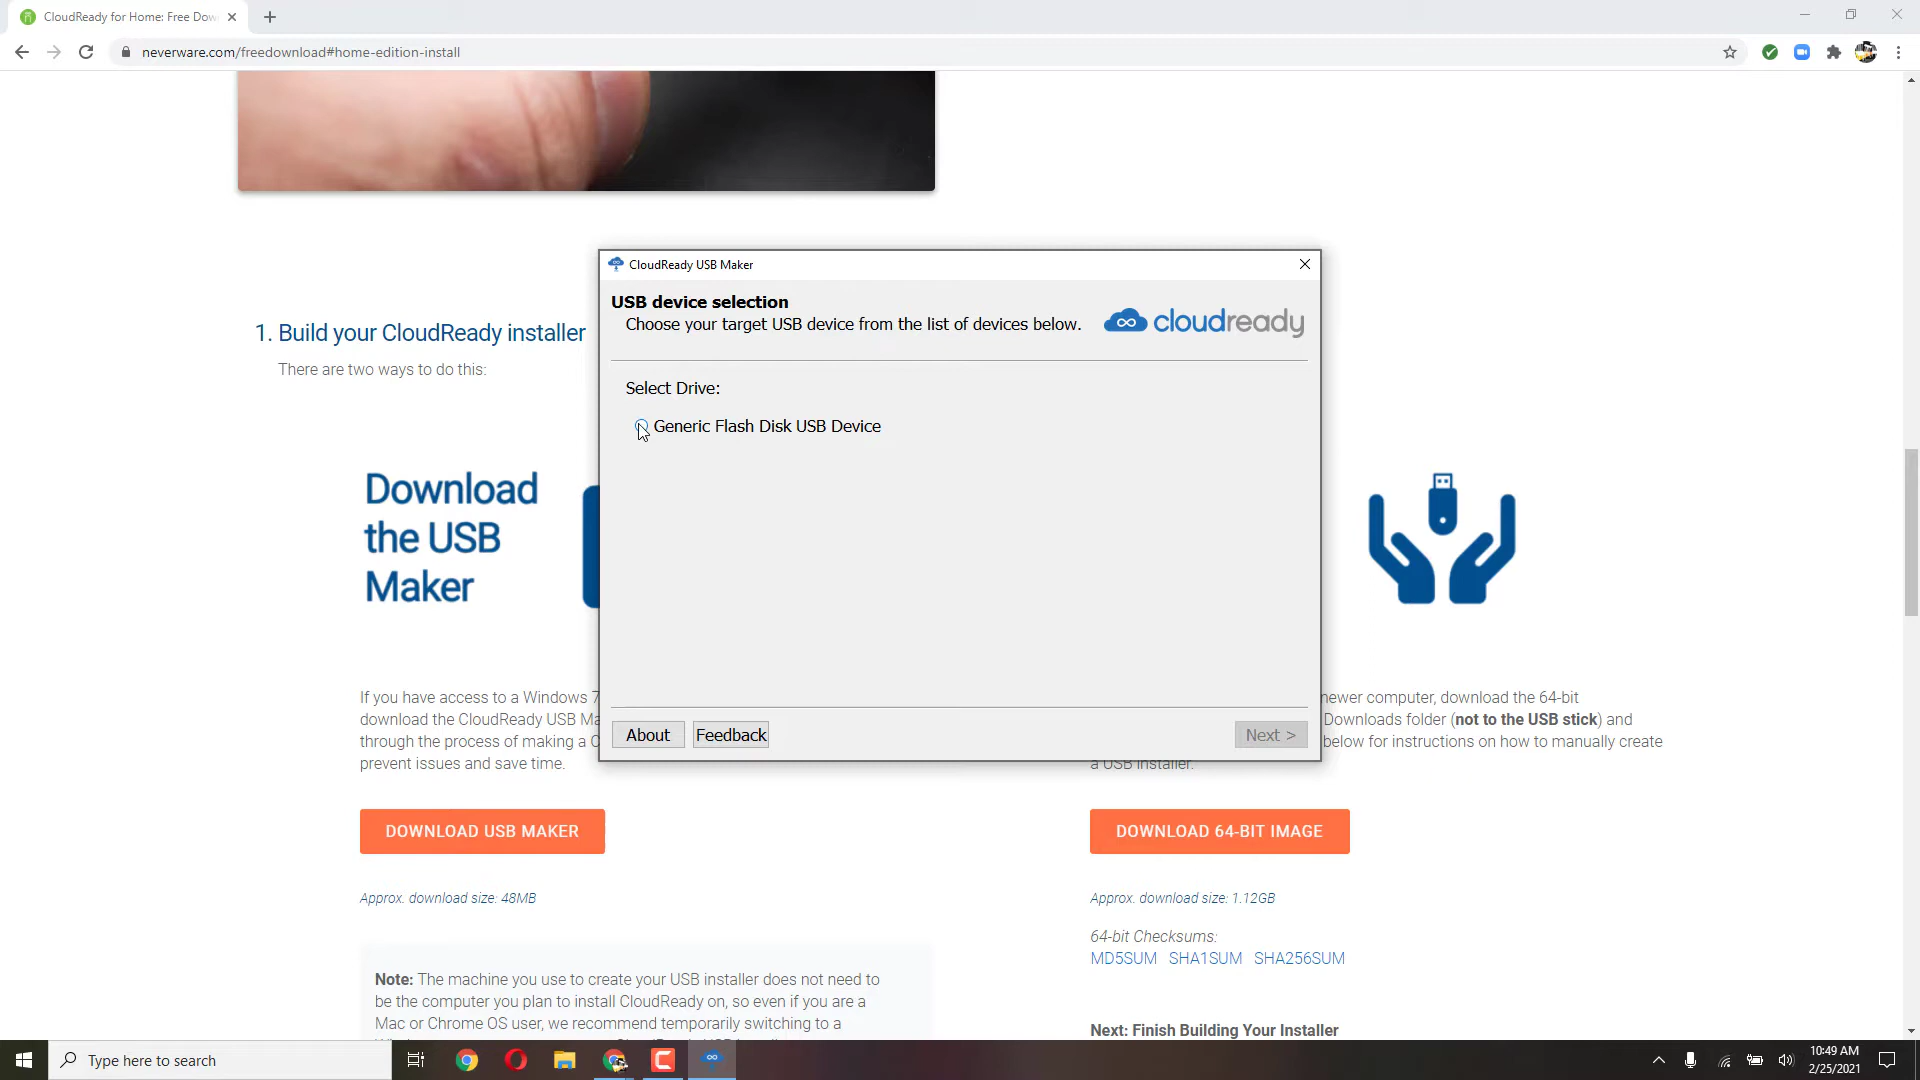 CloudReady for Home: Free Dow
neverware.com/freedownload#home-edition-install
CloudReady USB Maker
USB device selection
Choose your target USB device from the list of devices below.
cloudready
Select Drive:
Generic Flash Disk USB Device
About
Feedback
Next >
1. Build your CloudReady installer
There are two ways to do this:
Download
the USB
Maker
If you have access to a Windows 7
download the CloudReady USB Ma
through the process of making a C
prevent issues and save time.
DOWNLOAD USB MAKER
Approx. download size: 48MB
Note: The machine you use to create your USB installer does not need to
be the computer you plan to install CloudReady on, so even if you are a
Mac or Chrome OS user, we recommend temporarily switching to a
newer computer, download the 64-bit
Downloads folder (not to the USB stick) and
below for instructions on how to manually create
a USB installer.
DOWNLOAD 64-BIT IMAGE
Approx. download size: 1.12GB
64-bit Checksums:
MD5SUM SHA1SUM SHA256SUM
Next: Finish Building Your Installer
Type here to search
10:49 AM
2/25/2021